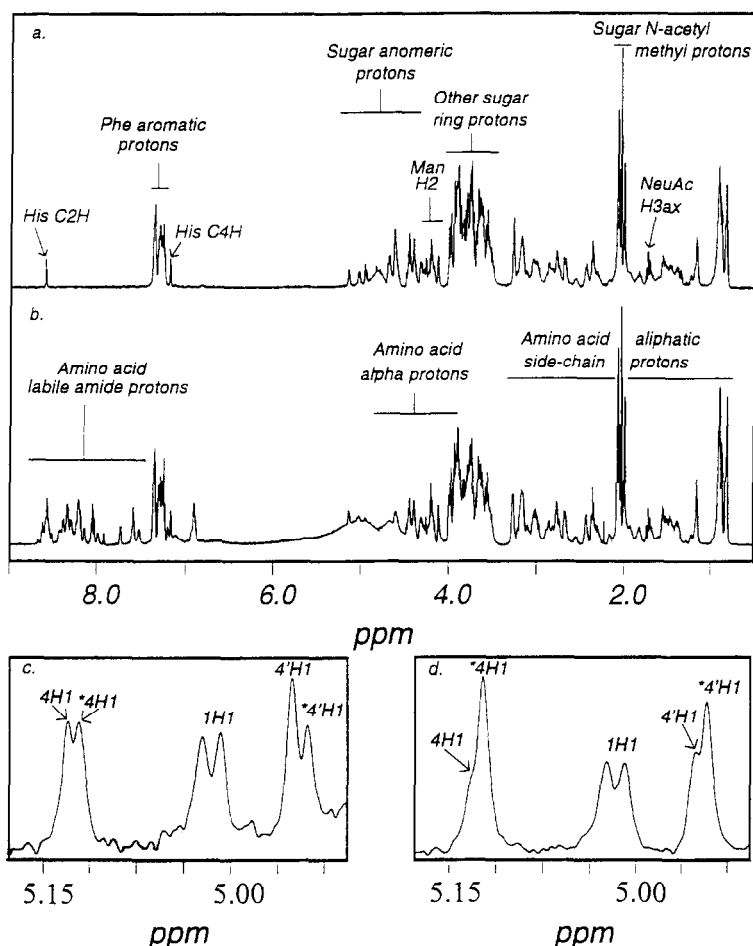 a.
Sugar anomeric
protons
Sugar N-acetyl
methyl protons
Phe aromatic
protons
Other sugar
ring protons
Man
H2
NeuAc
H3ax
His C2H
His C4H
b.
Amino acid
labile amide protons
Amino acid
alpha protons
Amino acid
side-chain
aliphatic
protons
8.0 6.0 4.0 2.0
ppm
c.
4H1
*4H1
1H1
4'H1
*4'H1
5.15 5.00
ppm
d.
4H1
*4H1
1H1
4'H1
*4'H1
5.15 5.00
ppm